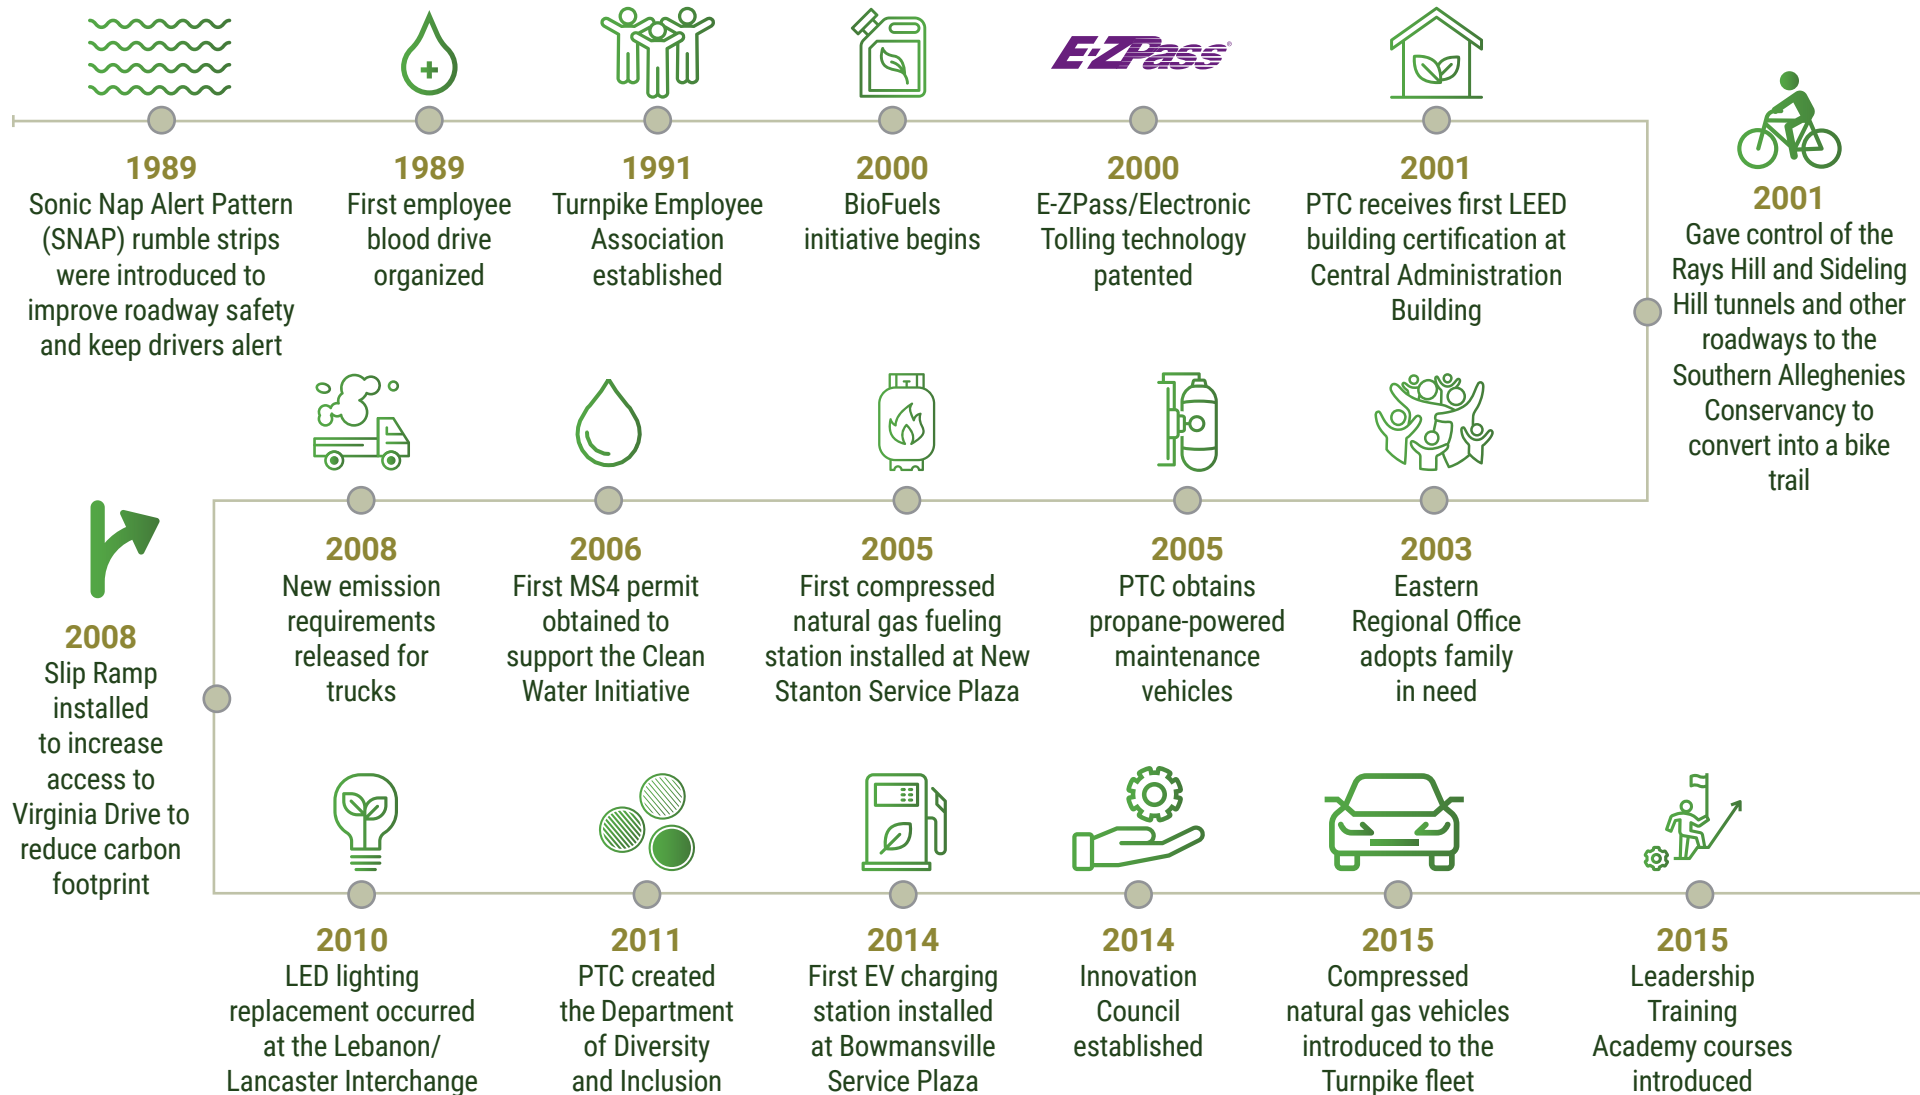 E-ZPass®
1989
Sonic Nap Alert Pattern
(SNAP) rumble strips
were introduced to
improve roadway safety
and keep drivers alert
1989
First employee
blood drive
organized
1991
Turnpike Employee
Association
established
2000
BioFuels
initiative begins
2000
E-ZPass/Electronic
Tolling technology
patented
2001
PTC receives first LEED
building certification at
Central Administration
Building
2001
Gave control of the
Rays Hill and Sideling
Hill tunnels and other
roadways to the
Southern Alleghenies
Conservancy to
convert into a bike
trail
2003
Eastern
Regional Office
adopts family
in need
2005
PTC obtains
propane-powered
maintenance
vehicles
2005
First compressed
natural gas fueling
station installed at New
Stanton Service Plaza
2006
First MS4 permit
obtained to
support the Clean
Water Initiative
2008
New emission
requirements
released for
trucks
2008
Slip Ramp
installed
to increase
access to
Virginia Drive to
reduce carbon
footprint
2010
LED lighting
replacement occurred
at the Lebanon/
Lancaster Interchange
2011
PTC created
the Department
of Diversity
and Inclusion
2014
First EV charging
station installed
at Bowmansville
Service Plaza
2014
Innovation
Council
established
2015
Compressed
natural gas vehicles
introduced to the
Turnpike fleet
2015
Leadership
Training
Academy courses
introduced